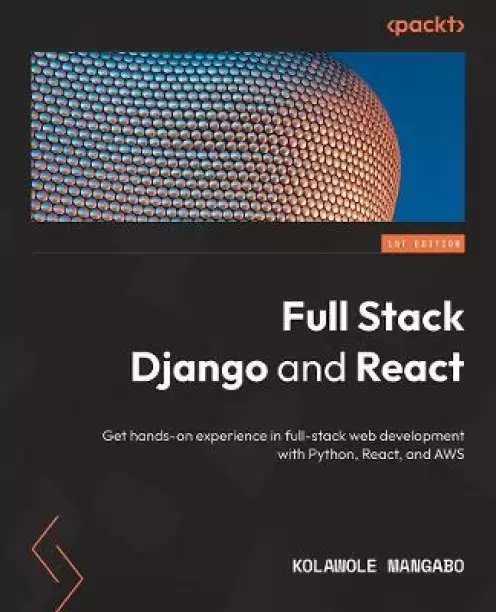 <packt>
1ST EDITION
Full Stack
Django and React
Get hands-on experience in full-stack web development
with Python, React, and AWS
KOLAWOLE MANGABO